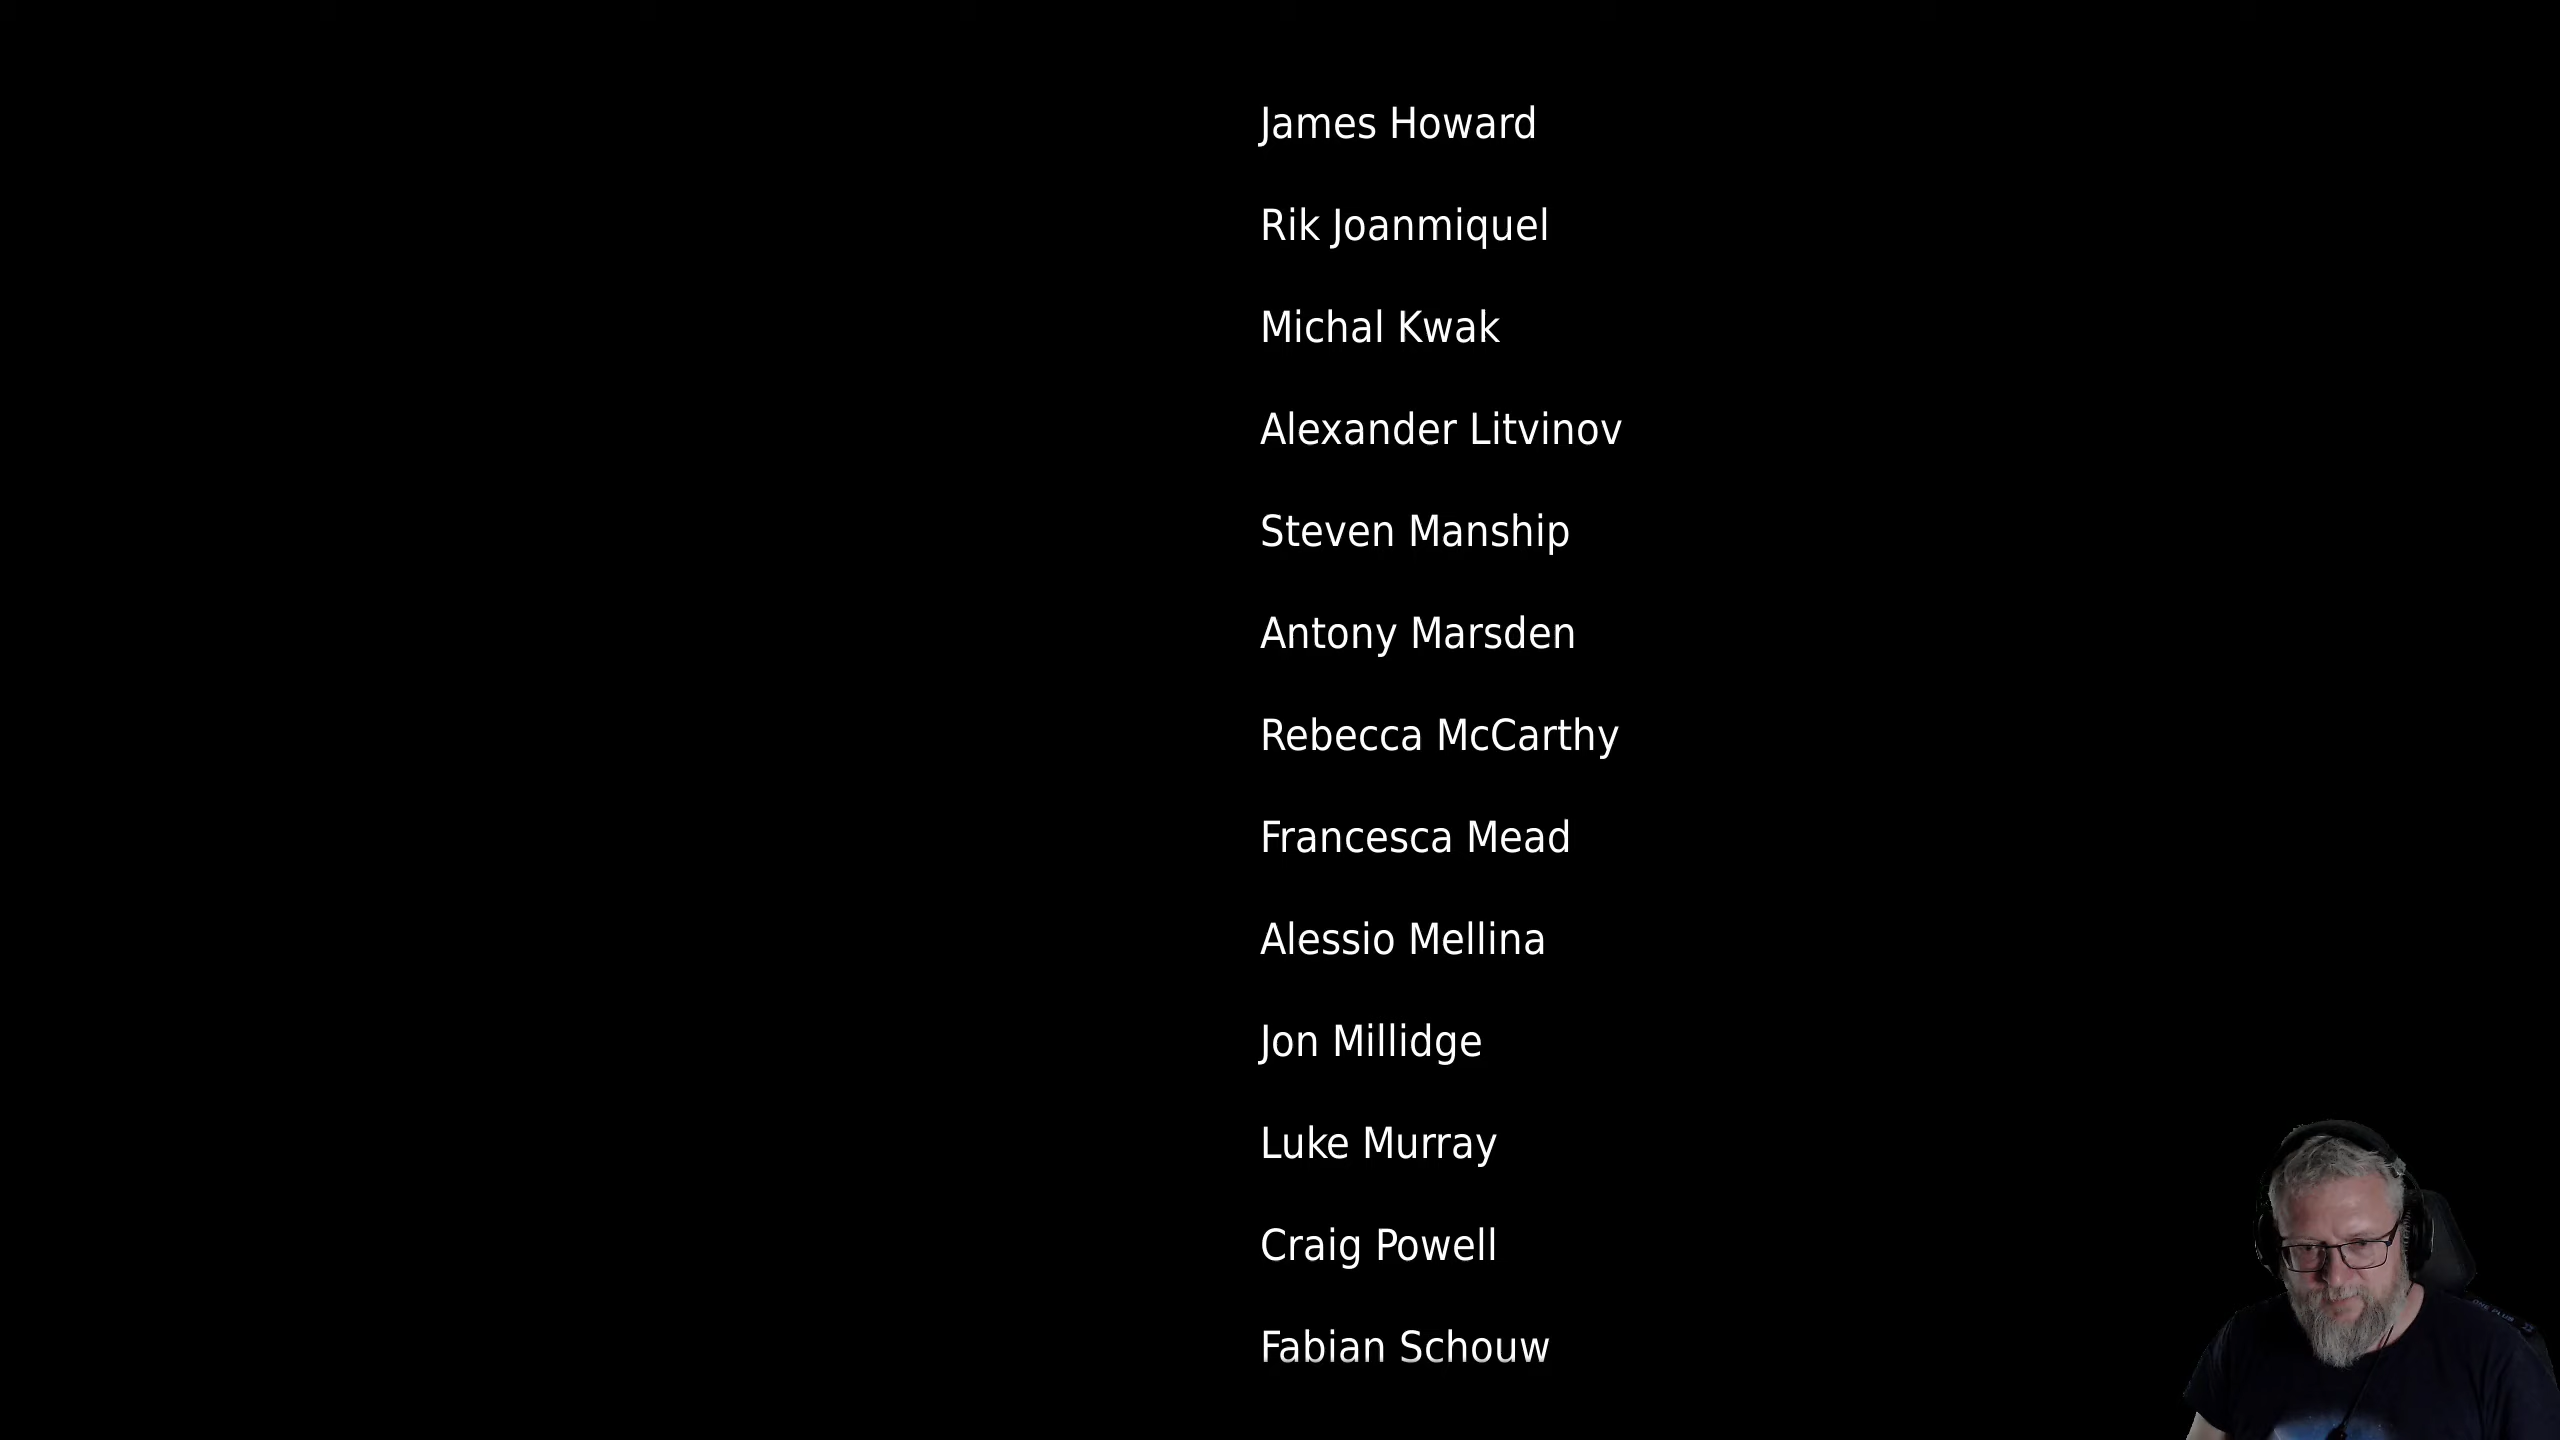 James Howard
Rik Joanmiquel
Michal Kwak
Alexander Litvinov
Steven Manship
Antony Marsden
Rebecca McCarthy
Francesca Mead
Alessio Mellina
Jon Millidge
Luke Murray
Craig Powell
Fabian Schouw